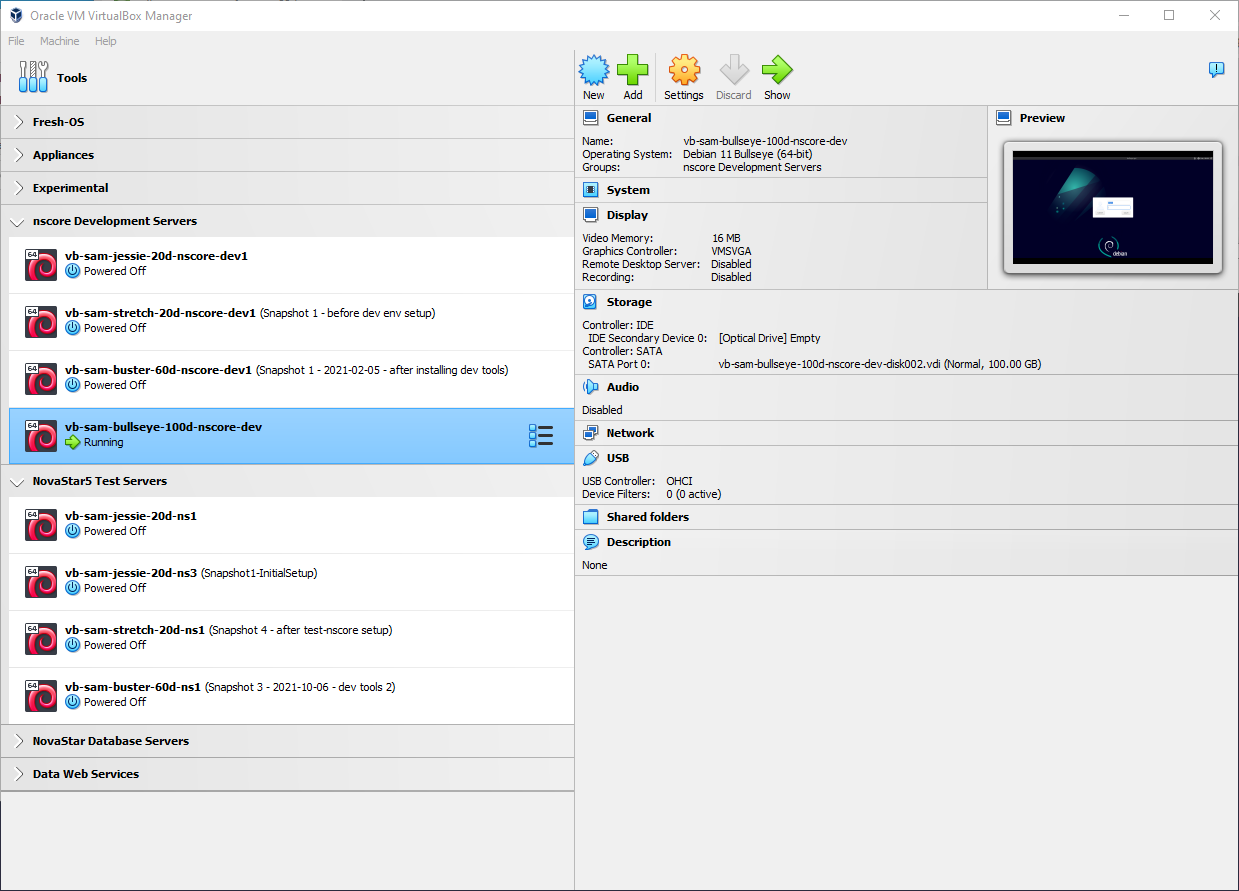 Oracle VM VirtualBox Manager
File Machine Help
Tools
Fresh-OS
Appliances
Experimental
nscore Development Servers
64
vb-sam-jessie-20d-nscore-dev1
Powered Off
64
vb-sam-stretch-20d-nscore-dev1 (Snapshot 1 - before dev env setup)
Powered Off
64
vb-sam-buster-60d-nscore-dev1 (Snapshot 1 - 2021-02-05 - after installing dev tools)
Powered Off
64
vb-sam-bullseye-100d-nscore-dev
Running
NovaStar5 Test Servers
64
vb-sam-jessie-20d-ns1
Powered Off
64
vb-sam-jessie-20d-ns3 (Snapshot1-InitialSetup)
Powered Off
64
vb-sam-stretch-20d-ns1 (Snapshot 4 - after test-nscore setup)
Powered Off
64
vb-sam-buster-60d-ns1 (Snapshot 3 - 2021-10-06 - dev tools 2)
Powered Off
NovaStar Database Servers
Data Web Services
New Add Settings Discard Show
General
Name: vb-sam-bullseye-100d-nscore-dev
Operating System: Debian 11 Bullseye (64-bit)
Groups: nscore Development Servers
Preview
debian
System
Display
Video Memory: 16 MB
Graphics Controller: VMSVGA
Remote Desktop Server: Disabled
Recording: Disabled
Storage
Controller: IDE
IDE Secondary Device 0: [Optical Drive] Empty
Controller: SATA
SATA Port 0: vb-sam-bullseye-100d-nscore-dev-disk002.vdi (Normal, 100.00 GB)
Audio
Disabled
Network
USB
USB Controller: OHCI
Device Filters: 0 (0 active)
Shared folders
Description
None